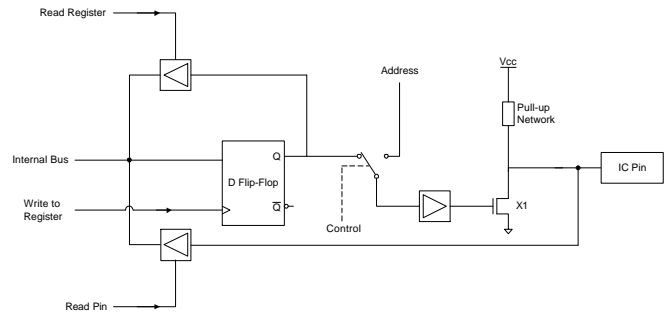 Read Register
Address
Vcc
Pull-up
Network
Internal Bus
Q
D Flip-Flop
IC Pin
Write to
Register
Q
X1
Control
Read Pin